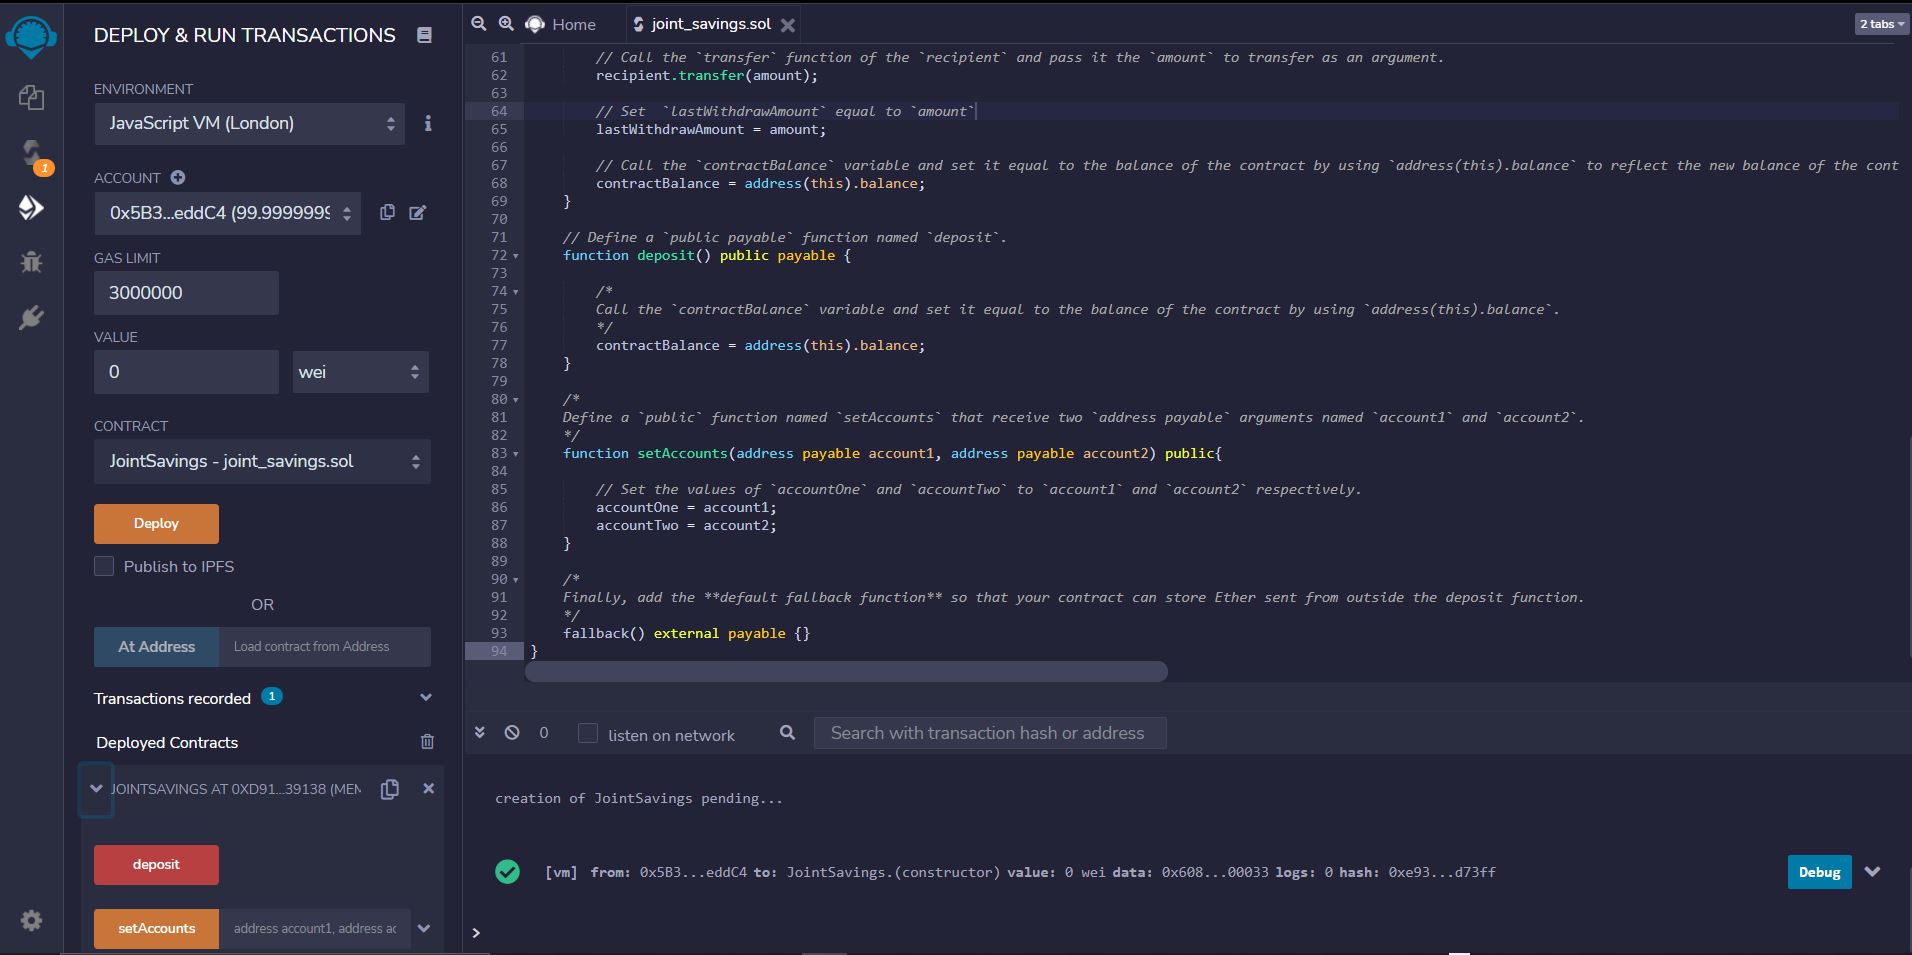 DEPLOY & RUN TRANSACTIONS
ENVIRONMENT
JavaScript VM (London)
1
ACCOUNT
0x5B3...eddC4 (99.9999999
GAS LIMIT
3000000
VALUE
0
wei
CONTRACT
JointSavings - joint_savings.sol
Deploy
Publish to IPFS
OR
At Address
Load contract from Address
Transactions recorded 1
Deployed Contracts
JOINTSAVINGS AT 0XD91...39138 (MEM
deposit
setAccounts
address account1, address ac
Home
joint_savings.sol
2 tabs
61 // Call the `transfer` function of the `recipient` and pass it the `amount` to transfer as an argument.
62 recipient.transfer(amount);
63
64 // Set  `lastWithdrawAmount` equal to `amount`
65 lastWithdrawAmount = amount;
66
67 // Call the `contractBalance` variable and set it equal to the balance of the contract by using `address(this).balance` to reflect the new balance of the cont
68 contractBalance = address(this).balance;
69 }
70
71 // Define a `public payable` function named `deposit`.
72 function deposit() public payable {
73
74 /*
75 Call the `contractBalance` variable and set it equal to the balance of the contract by using `address(this).balance`.
76 */
77 contractBalance = address(this).balance;
78 }
79
80 /*
81 Define a `public` function named `setAccounts` that receive two `address payable` arguments named `account1` and `account2`.
82 */
83 function setAccounts(address payable account1, address payable account2) public{
84
85 // Set the values of `accountOne` and `accountTwo` to `account1` and `account2` respectively.
86 accountOne = account1;
87 accountTwo = account2;
88 }
89
90 /*
91 Finally, add the **default fallback function** so that your contract can store Ether sent from outside the deposit function.
92 */
93 fallback() external payable {}
94 }
0
listen on network
Search with transaction hash or address
creation of JointSavings pending...
[vm] from: 0x5B3...eddC4 to: JointSavings.(constructor) value: 0 wei data: 0x608...00033 logs: 0 hash: 0xe93...d73ff
Debug
>